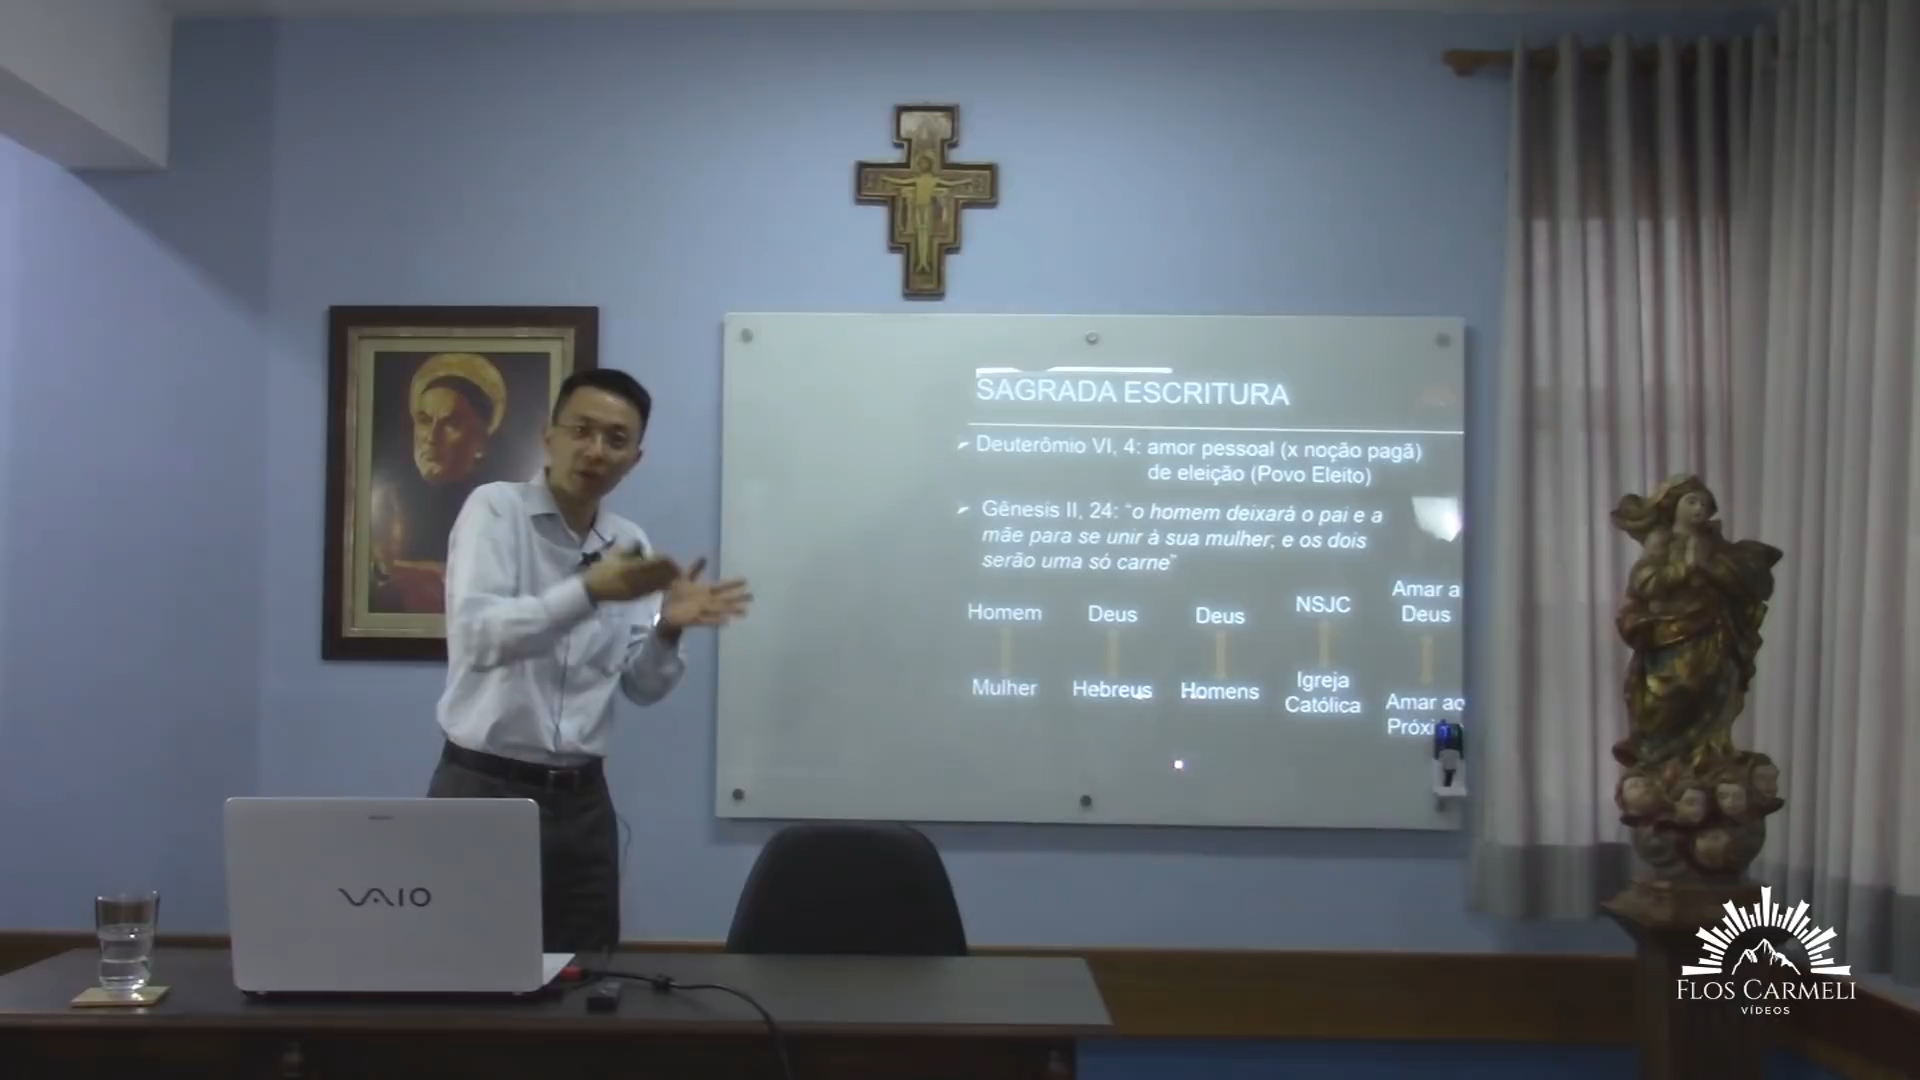 SAGRADA ESCRITURA
Deuterômio VI, 4: amor pessoal (x noção pagã)
de eleição (Povo Eleito)
Gênesis II, 24: “o homem deixará o pai e a
mãe para se unir à sua mulher; e os dois
serão uma só carne”
Homem Deus Deus NSJC Amar a
Deus
Mulher Hebreus Homens Igreja
Católica
Amar ao
VAIO
FLOS CARMELI
VÍDEOS